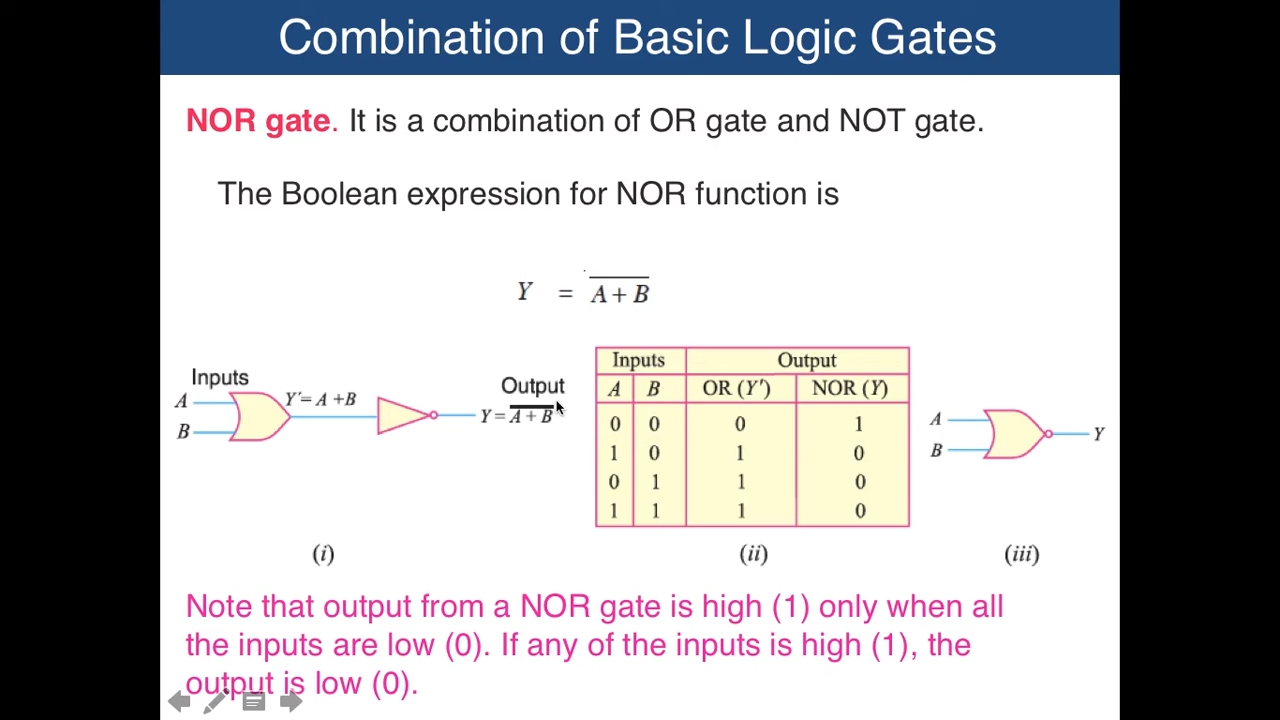 Combination of Basic Logic Gates
NOR gate. It is a combination of OR gate and NOT gate.
The Boolean expression for NOR function is
Y = \overline{A + B}
Inputs
A
B
Y'= A +B
Output
Y = \overline{A + B}
(i)
Inputs Output
A B OR (Y') NOR (Y)
0 0 0 1
1 0 1 0
0 1 1 0
1 1 1 0
(ii)
A
B
Y
(iii)
Note that output from a NOR gate is high (1) only when all
the inputs are low (0). If any of the inputs is high (1), the
output is low (0).